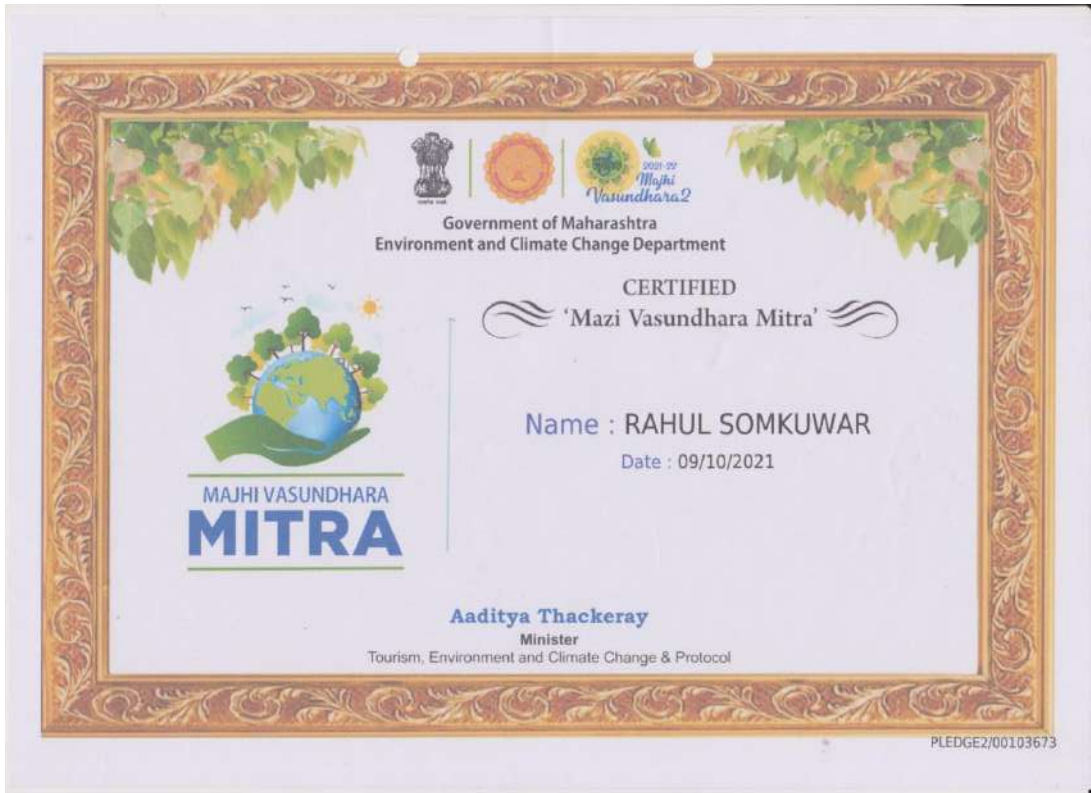 2021-22
Majhi
Vasundhara2
Government of Maharashtra
Environment and Climate Change Department
CERTIFIED
'Mazi Vasundhara Mitra'
Name : RAHUL SOMKUWAR
Date : 09/10/2021
MAJHI VASUNDHARA
MITRA
Aaditya Thackeray
Minister
Tourism, Environment and Climate Change & Protocol
PLEDGE2/00103673